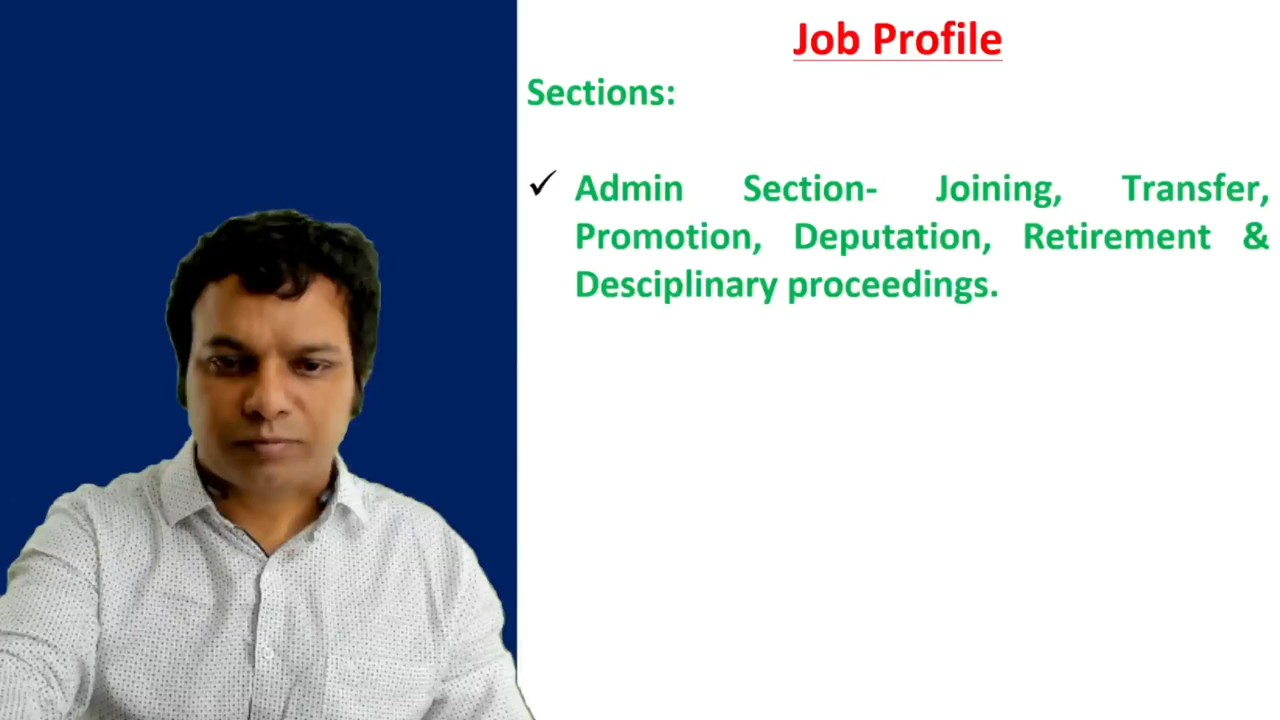 Job Profile
Sections:
✓ Admin Section- Joining, Transfer,
Promotion, Deputation, Retirement &
Desciplinary proceedings.